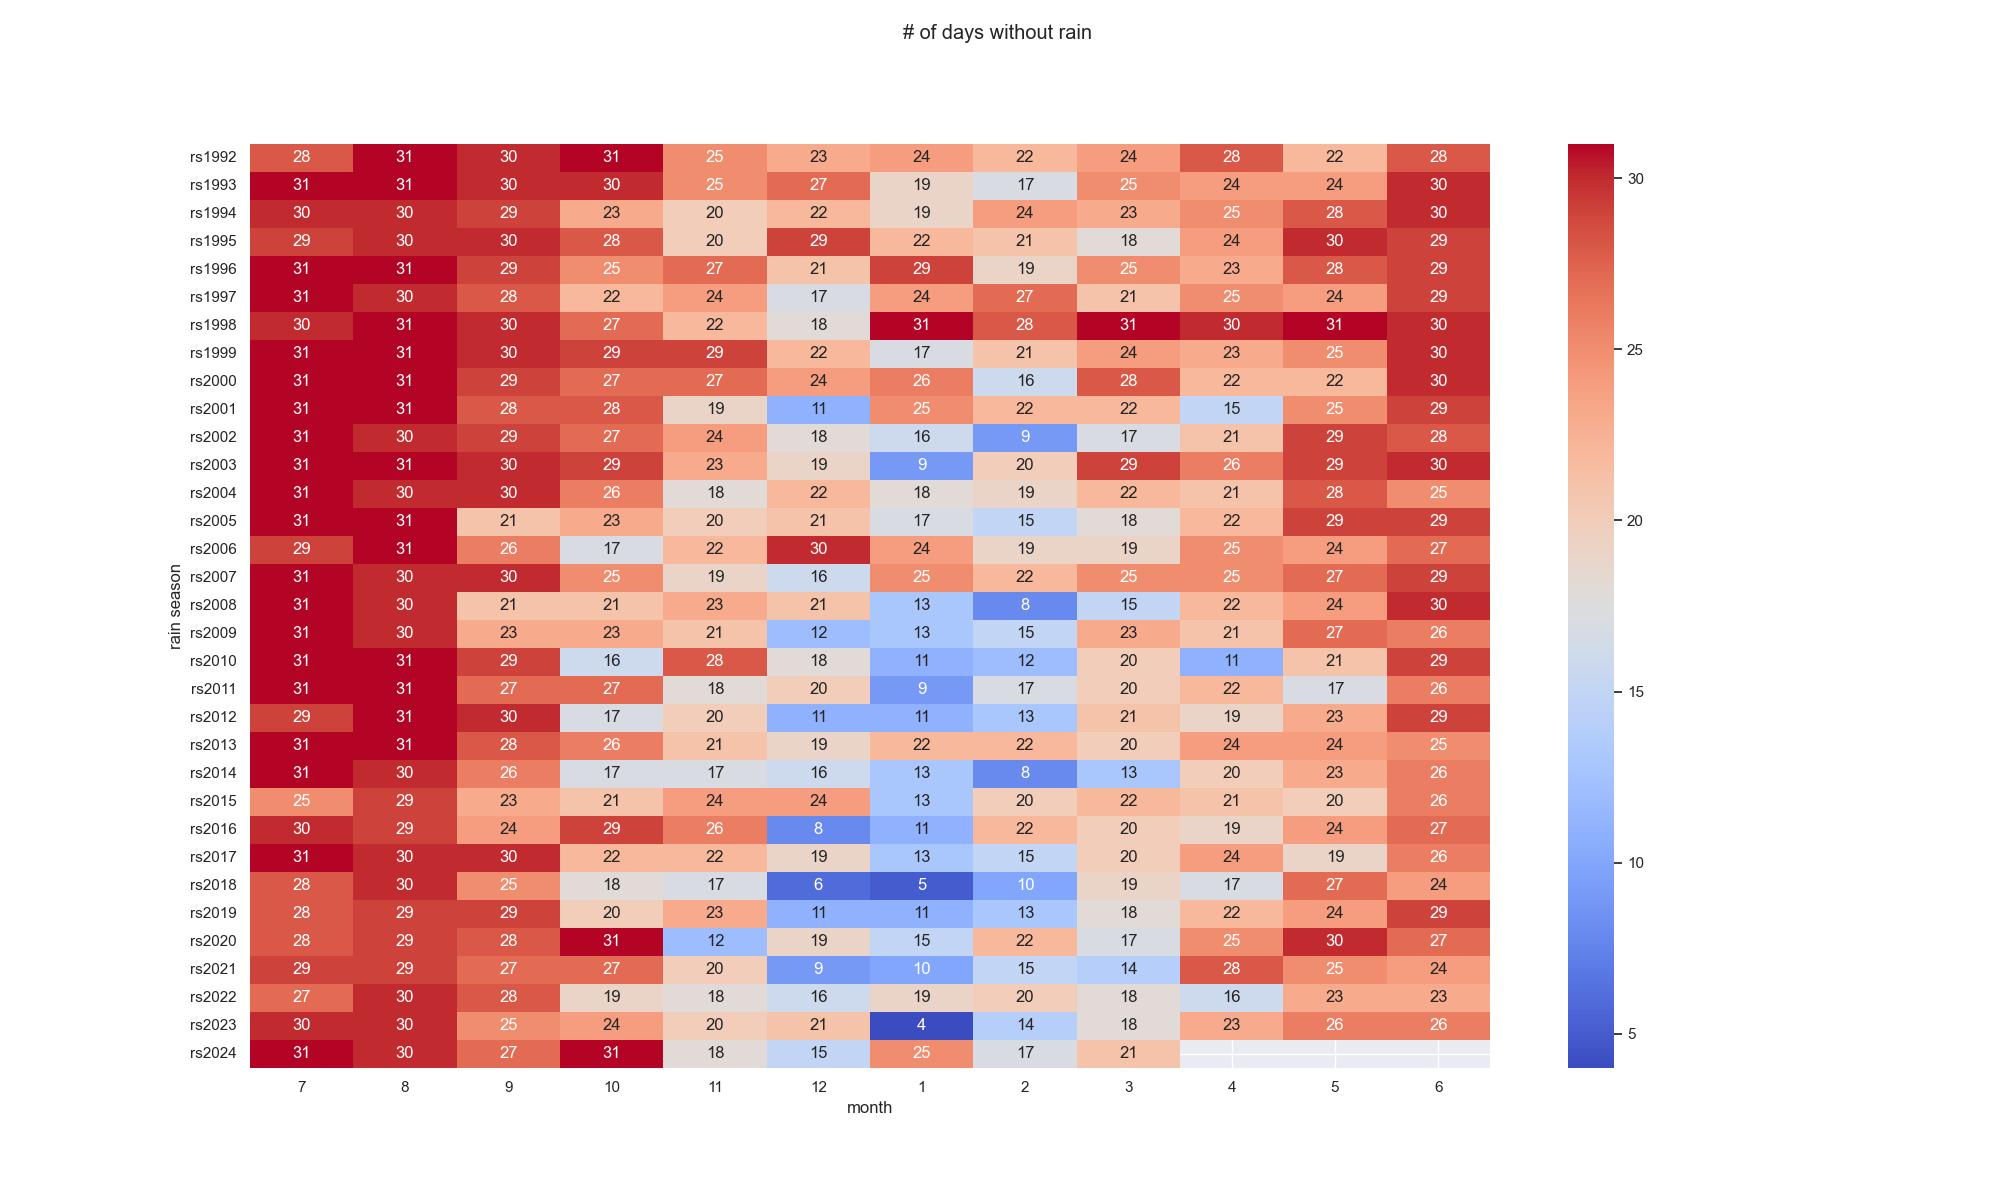 # of days without rain
rs1992 28 31 30 31 25 23 24 22 24 28 22 28
rs1993 31 31 30 30 25 27 19 17 25 24 24 30
rs1994 30 30 29 23 20 22 19 24 23 25 28 30
rs1995 29 30 30 28 20 29 22 21 18 24 30 29
rs1996 31 31 29 25 27 21 29 19 25 23 28 29
rs1997 31 30 28 22 24 17 24 27 21 25 24 29
rs1998 30 31 30 27 22 18 31 28 31 30 31 30
rs1999 31 31 30 29 29 22 17 21 24 23 25 30
rs2000 31 31 29 27 27 24 26 16 28 22 22 30
rs2001 31 31 28 28 19 11 25 22 22 15 25 29
rs2002 31 30 29 27 24 18 16 9 17 21 29 28
rs2003 31 31 30 29 23 19 9 20 29 26 29 30
rs2004 31 30 30 26 18 22 18 19 22 21 28 25
rs2005 31 31 21 23 20 21 17 15 18 22 29 29
rs2006 29 31 26 17 22 30 24 19 19 25 24 27
rs2007 31 30 30 25 19 16 25 22 25 25 27 29
rs2008 31 30 21 21 23 21 13 8 15 22 24 30
rs2009 31 30 23 23 21 12 13 15 23 21 27 26
rs2010 31 31 29 16 28 18 11 12 20 11 21 29
rs2011 31 31 27 27 18 20 9 17 20 22 17 26
rs2012 29 31 30 17 20 11 11 13 21 19 23 29
rs2013 31 31 28 26 21 19 22 22 20 24 24 25
rs2014 31 30 26 17 17 16 13 8 13 20 23 26
rs2015 25 29 23 21 24 24 13 20 22 21 20 26
rs2016 30 29 24 29 26 8 11 22 20 19 24 27
rs2017 31 30 30 22 22 19 13 15 20 24 19 26
rs2018 28 30 25 18 17 6 5 10 19 17 27 24
rs2019 28 29 29 20 23 11 11 13 18 22 24 29
rs2020 28 29 28 31 12 19 15 22 17 25 30 27
rs2021 29 29 27 27 20 9 10 15 14 28 25 24
rs2022 27 30 28 19 18 16 19 20 18 16 23 23
rs2023 30 30 25 24 20 21 4 14 18 23 26 26
rs2024 31 30 27 31 18 15 25 17 21
7 8 9 10 11 12 1 2 3 4 5 6
month
rain season
30
25
20
15
10
5